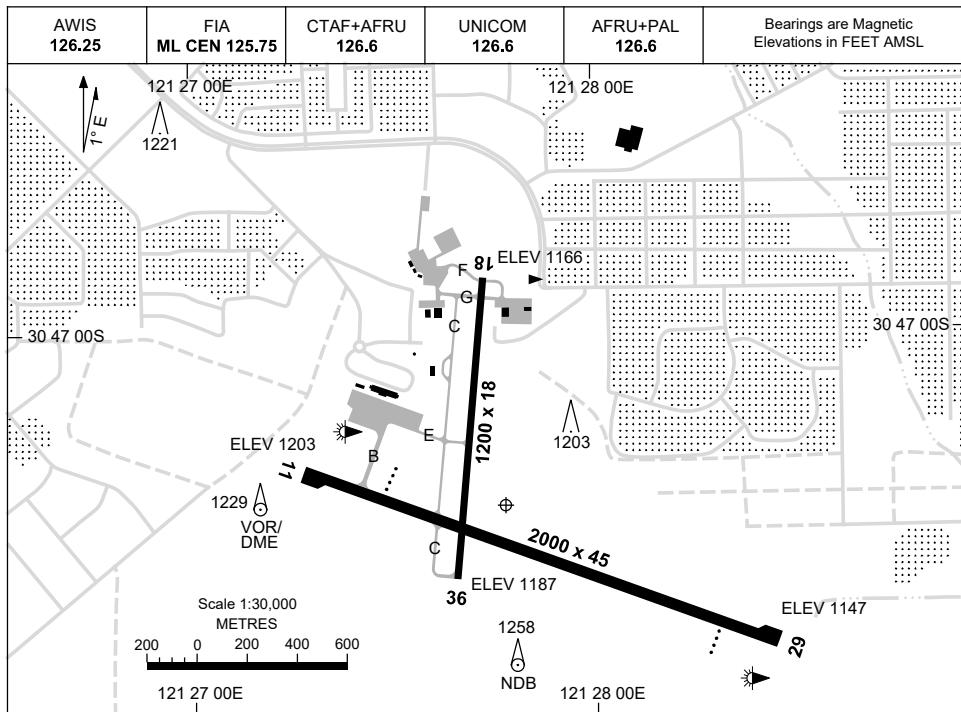 AWIS
126.25
FIA
ML CEN 125.75
CTAF+AFRU
126.6
UNICOM
126.6
AFRU+PAL
126.6
Bearings are Magnetic
Elevations in FEET AMSL
121 27 00E
121 28 00E
1° E
1221
18
ELEV 1166
F
G
C
30 47 00S
30 47 00S
1200 x 18
1203
E
B
ELEV 1203
11
1229
VOR/
DME
C
2000 x 45
ELEV 1187
36
ELEV 1147
29
Scale 1:30,000
METRES
200 0 200 400 600
1258
NDB
121 27 00E
121 28 00E